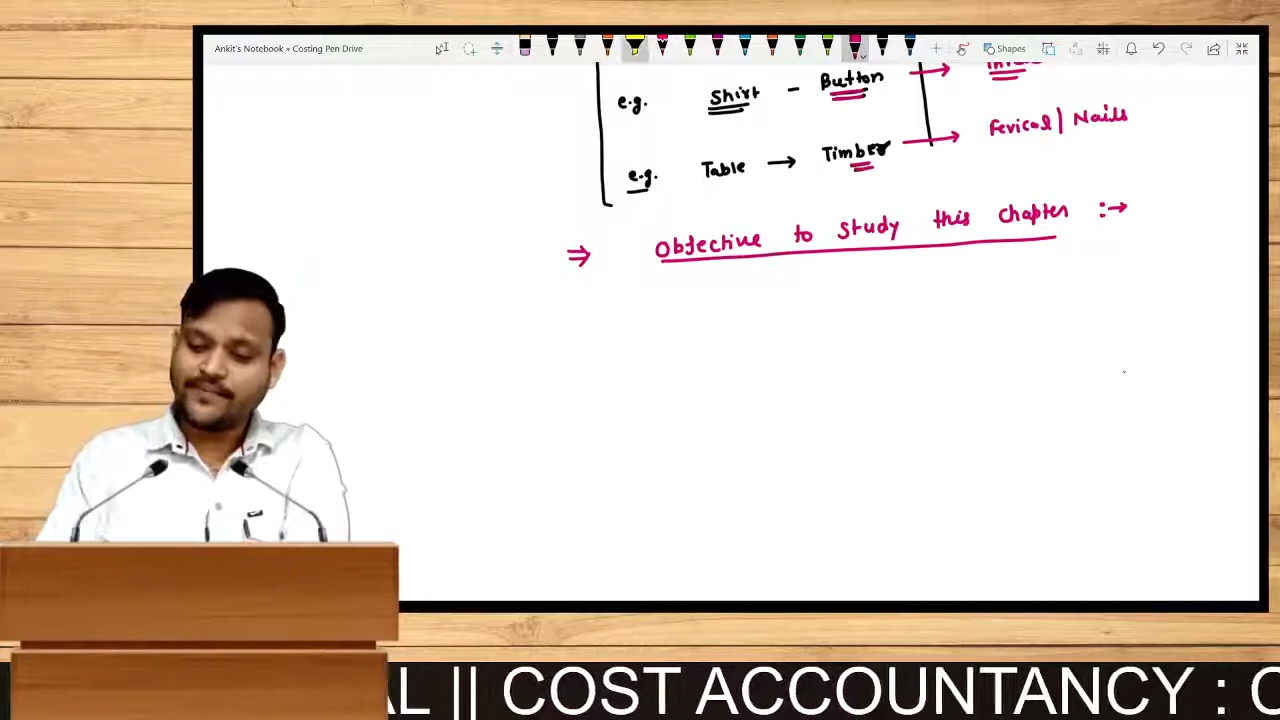 Ankit's Notebook » Costing Pen Drive
Shapes
e.g. Shirt - Button →
e.g. Table → Timber → Fevicol | Nails
⇒ Objective to Study this Chapter :→
AL || COST ACCOUNTANCY : C